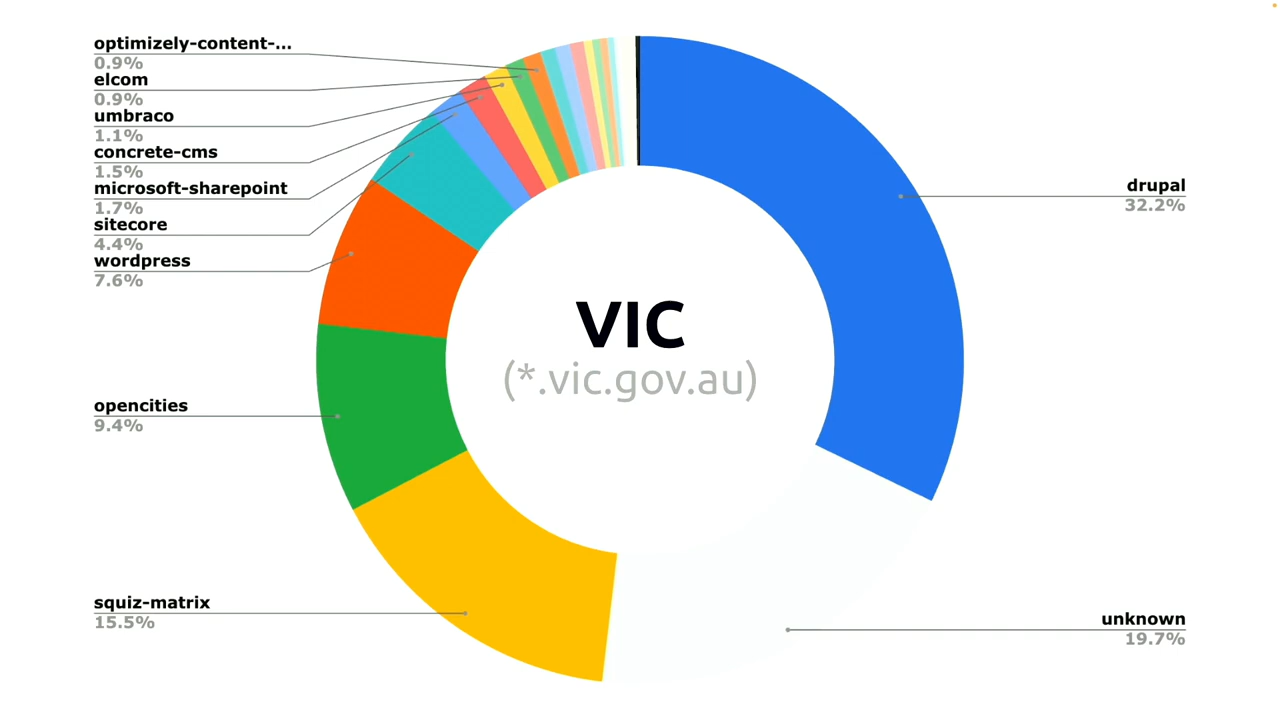 optimizely-content-...
0.9%
elcom
0.9%
umbraco
1.1%
concrete-cms
1.5%
microsoft-sharepoint
1.7%
sitecore
4.4%
wordpress
7.6%
opencities
9.4%
squiz-matrix
15.5%
VIC
(*.vic.gov.au)
drupal
32.2%
unknown
19.7%